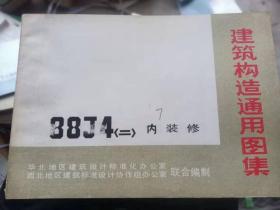 建筑构造通用图集
88J4〈二〉 内装修
7
华北地区建筑设计标准化办公室
西北地区建筑标准设计协作组办公室
联合编制